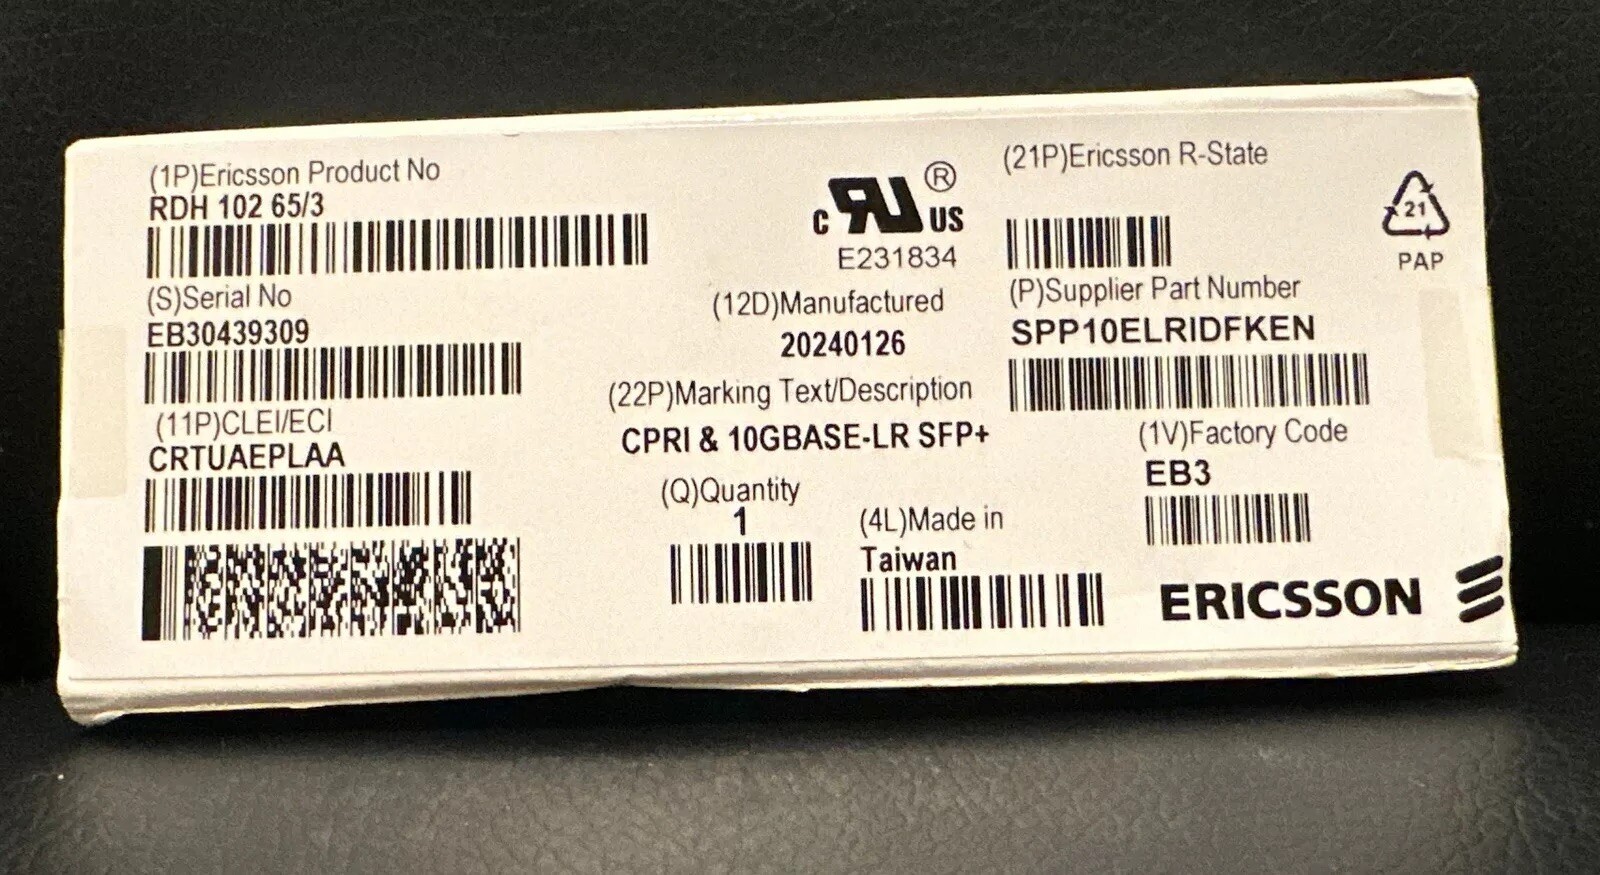 (1P)Ericsson Product No
RDH 102 65/3
(S)Serial No
EB30439309
(11P)CLEI/ECI
CRTUAEPLAA
C RU US ®
E231834
(12D)Manufactured
20240126
(22P)Marking Text/Description
CPRI & 10GBASE-LR SFP+
(Q)Quantity
1
(4L)Made in
Taiwan
(21P)Ericsson R-State
(P)Supplier Part Number
SPP10ELRIDFKEN
(1V)Factory Code
EB3
21
PAP
ERICSSON